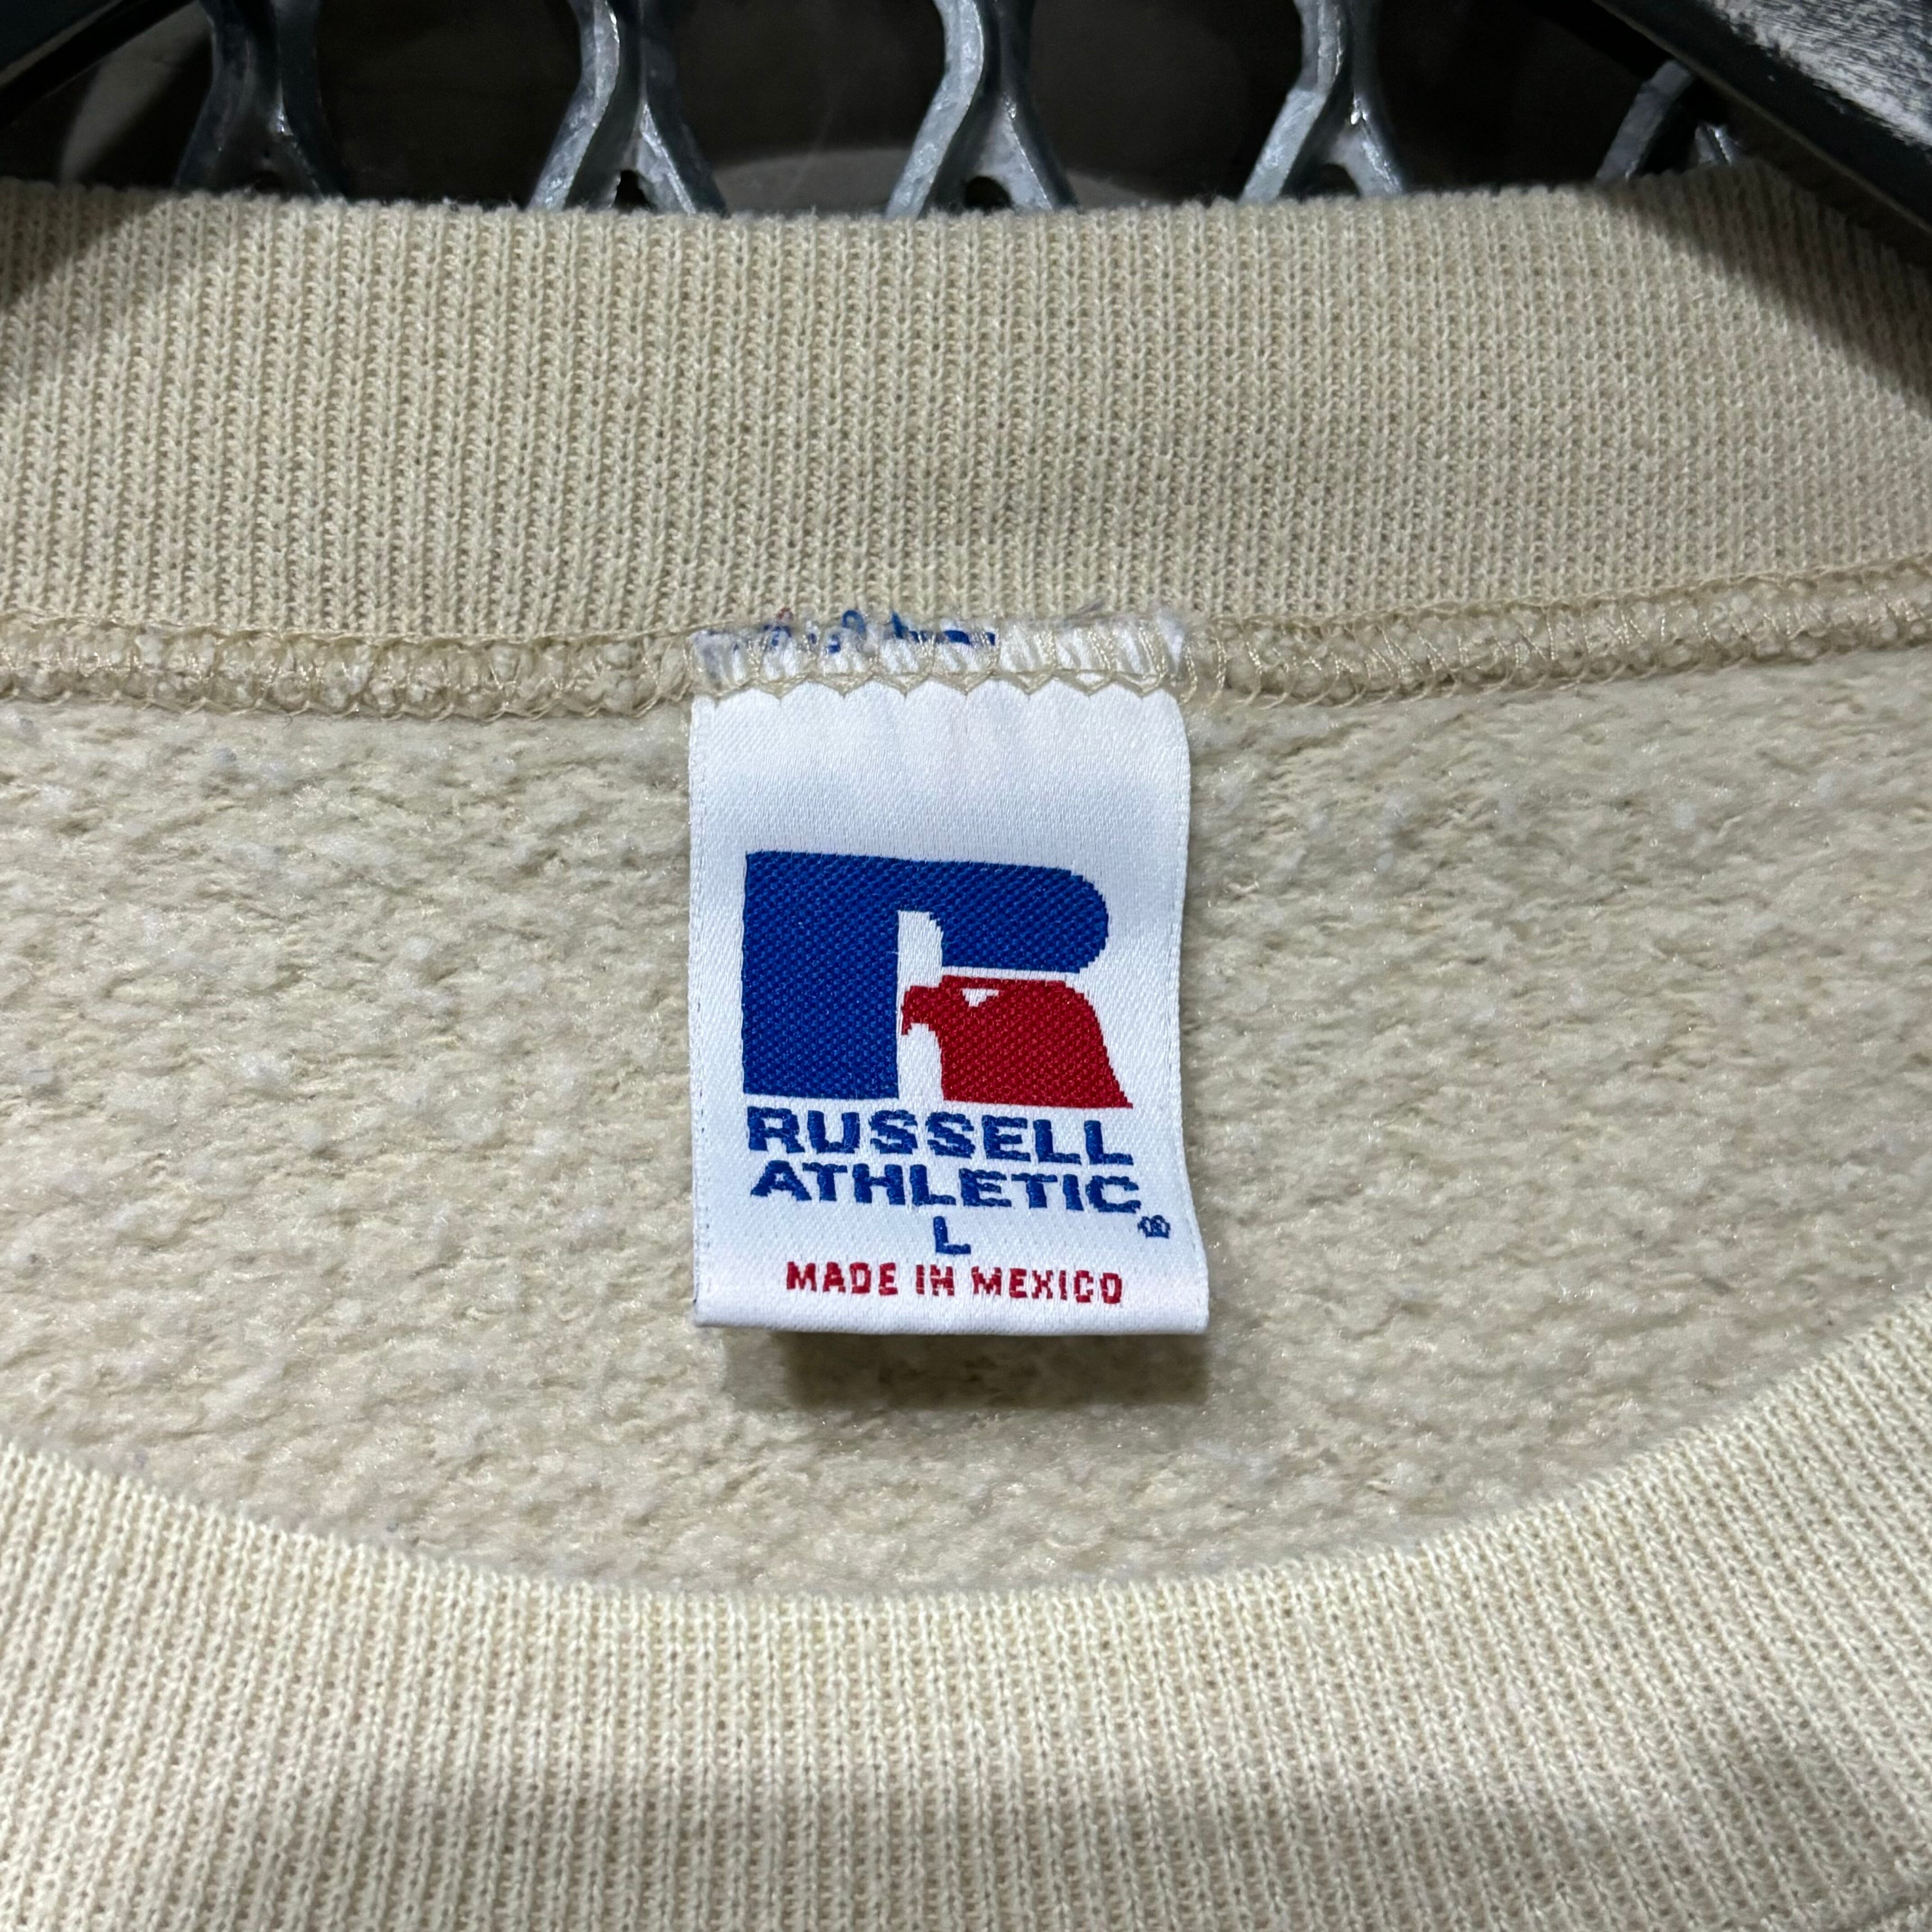 RUSSELL
ATHLETIC®
L
MADE IN MEXICO